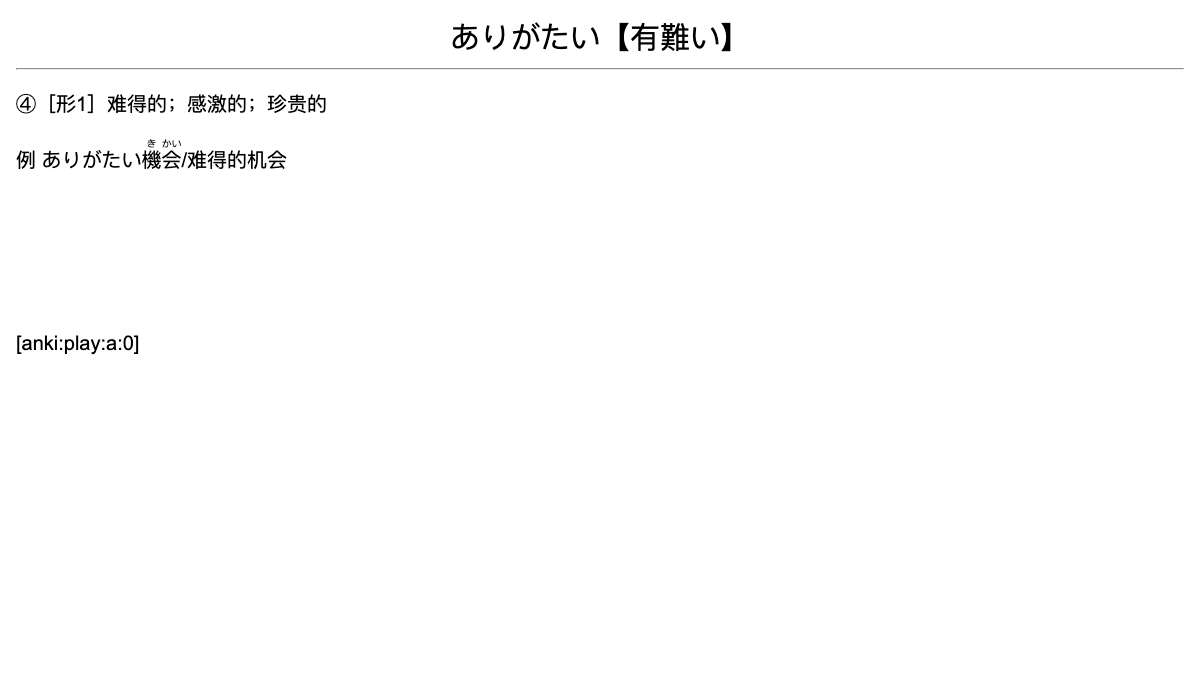 ありがたい【有難い】
④［形1］难得的；感激的；珍贵的
例 ありがたい機会/难得的机会
き かい
[anki:play:a:0]